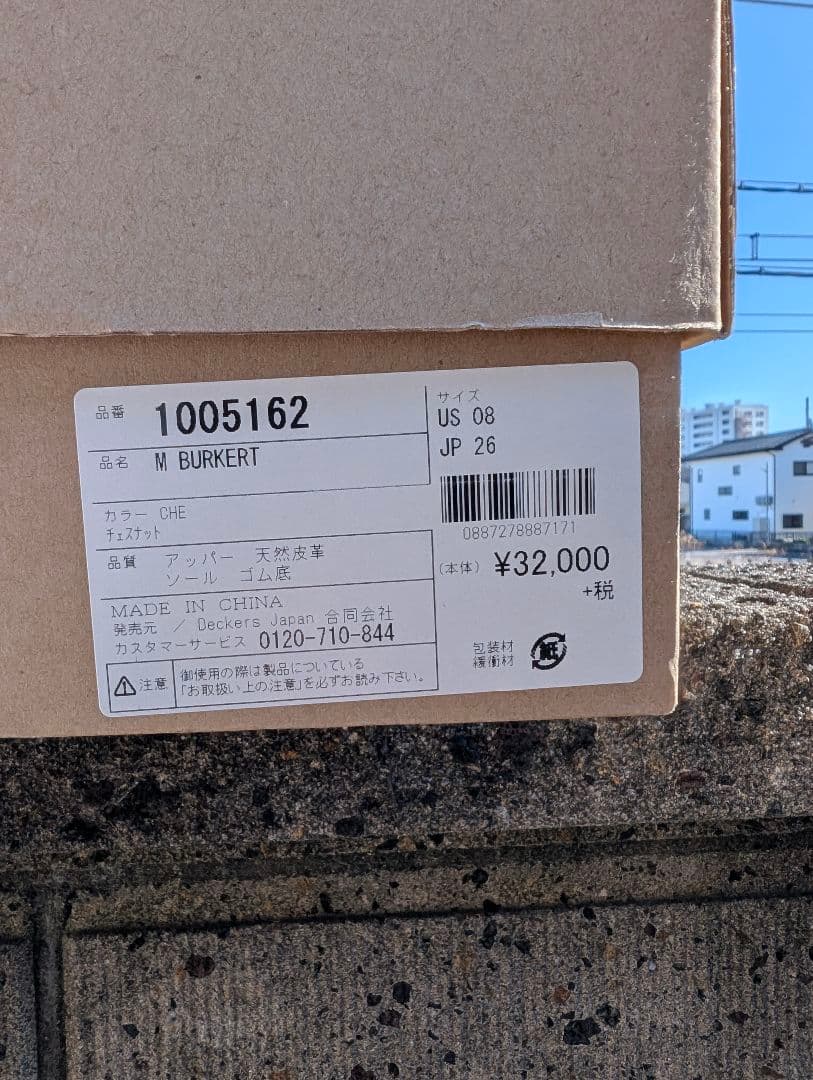 品番 1005162
品名 M BURKERT
カラー CHE
チェスナット
品質 アッパー 天然皮革
ソール ゴム底
MADE IN CHINA
発売元 / Deckers Japan 合同会社
カスタマーサービス 0120-710-844
注意 御使用の際は製品についている
「お取扱い上の注意」を必ずお読み下さい。
サイズ
US 08
JP 26
0887278887171
(本体) ¥32,000
+税
包装材
緩衝材
紙